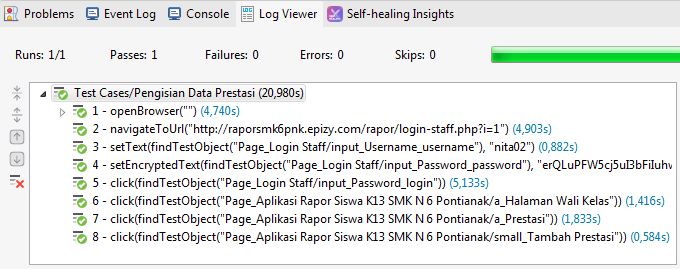 Problems Event Log Console Log Viewer Self-healing Insights
Runs: 1/1 Passes: 1 Failures: 0 Errors: 0 Skips: 0
Test Cases/Pengisian Data Prestasi (20,980s)
1 - openBrowser("") (4,740s)
2 - navigateToUrl("http://raporsmk6pnk.epizy.com/rapor/login-staff.php?i=1") (4,903s)
3 - setText(findTestObject("Page_Login Staff/input_Username_username"), "nita02") (0,882s)
4 - setEncryptedText(findTestObject("Page_Login Staff/input_Password_password"), "erQLuPFW5cj5uI3bFiIuhw
5 - click(findTestObject("Page_Login Staff/input_Password_login")) (5,133s)
6 - click(findTestObject("Page_Aplikasi Rapor Siswa K13 SMK N 6 Pontianak/a_Halaman Wali Kelas")) (1,416s)
7 - click(findTestObject("Page_Aplikasi Rapor Siswa K13 SMK N 6 Pontianak/a_Prestasi")) (1,833s)
8 - click(findTestObject("Page_Aplikasi Rapor Siswa K13 SMK N 6 Pontianak/small_Tambah Prestasi")) (0,584s)